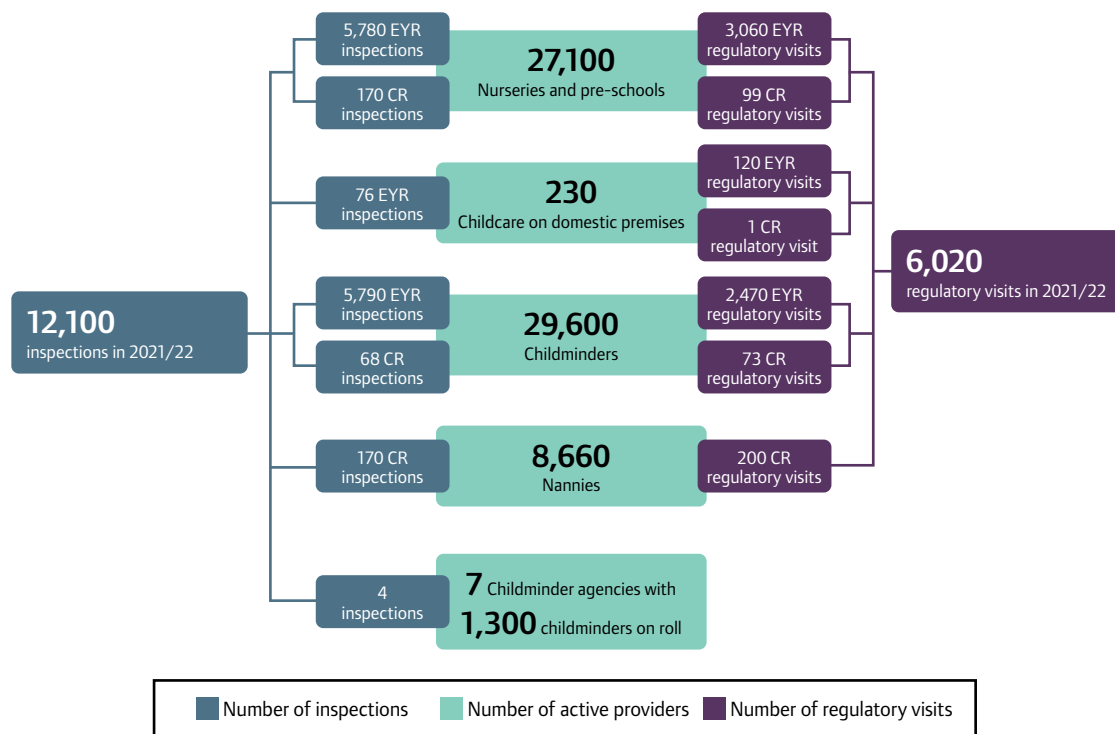 5,780 EYR
inspections
170 CR
inspections
27,100
Nurseries and pre-schools
3,060 EYR
regulatory visits
99 CR
regulatory visits
76 EYR
inspections
230
Childcare on domestic premises
120 EYR
regulatory visits
1 CR
regulatory visit
12,100
inspections in 2021/22
5,790 EYR
inspections
68 CR
inspections
29,600
Childminders
2,470 EYR
regulatory visits
73 CR
regulatory visits
6,020
regulatory visits in 2021/22
170 CR
inspections
8,660
Nannies
200 CR
regulatory visits
4
inspections
7 Childminder agencies with
1,300 childminders on roll
Number of inspections
Number of active providers
Number of regulatory visits